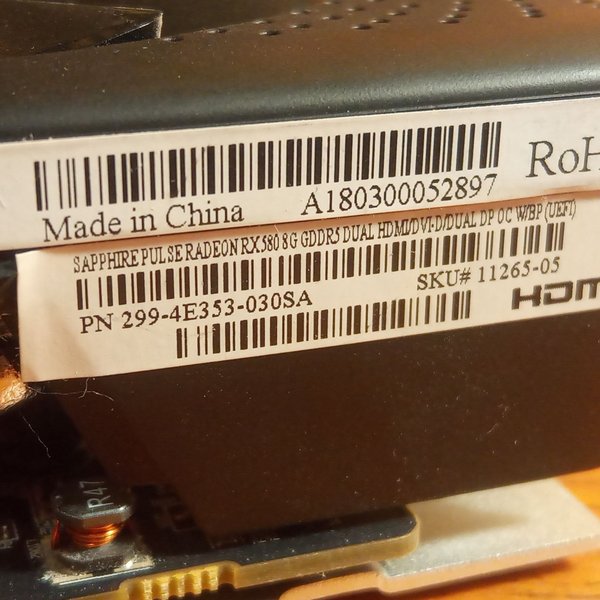 A180300052897
RoH
Made in China
SAPPHIRE PULSE RADEON RX 580 8G GDDR5 DUAL HDMI/DVI-D/DUAL DP OC W/BP (UEFI)
PN 299-4E353-030SA
SKU# 11265-05
HDM
R47